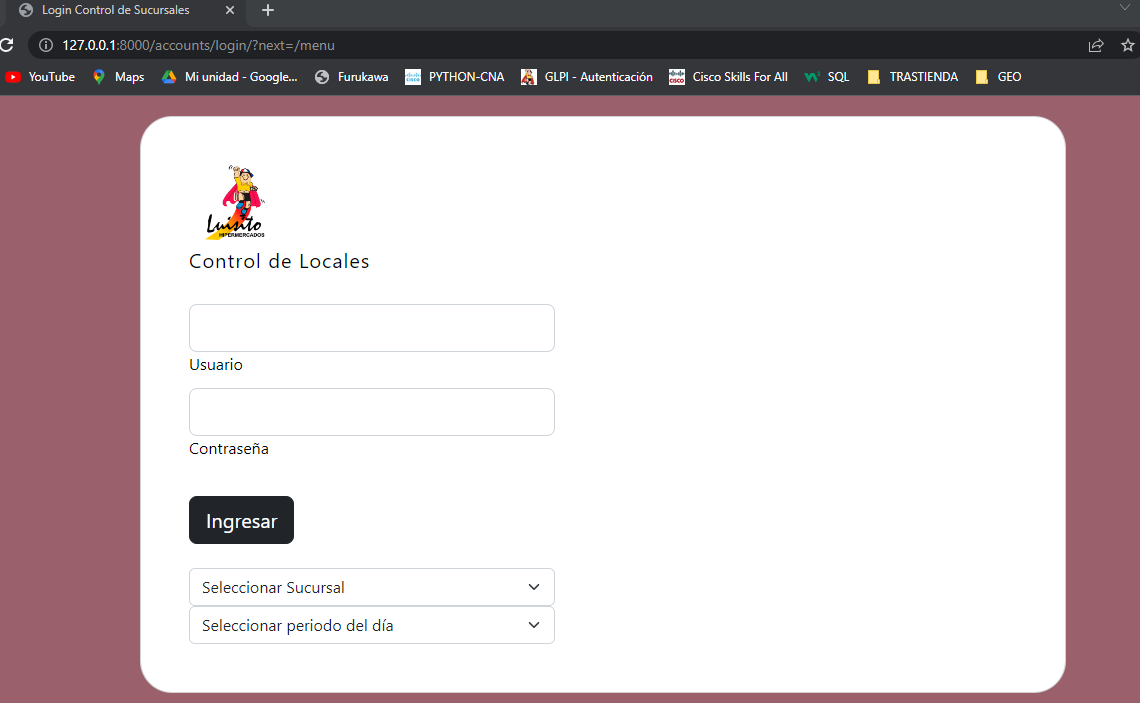 Login Control de Sucursales
127.0.0.1:8000/accounts/login/?next=/menu
YouTube Maps Mi unidad - Google... Furukawa PYTHON-CNA GLPI - Autenticación Cisco Skills For All SQL TRASTIENDA GEO
Luisito
HIPERMERCADOS
Control de Locales
Usuario
Contraseña
Ingresar
Seleccionar Sucursal
Seleccionar periodo del día